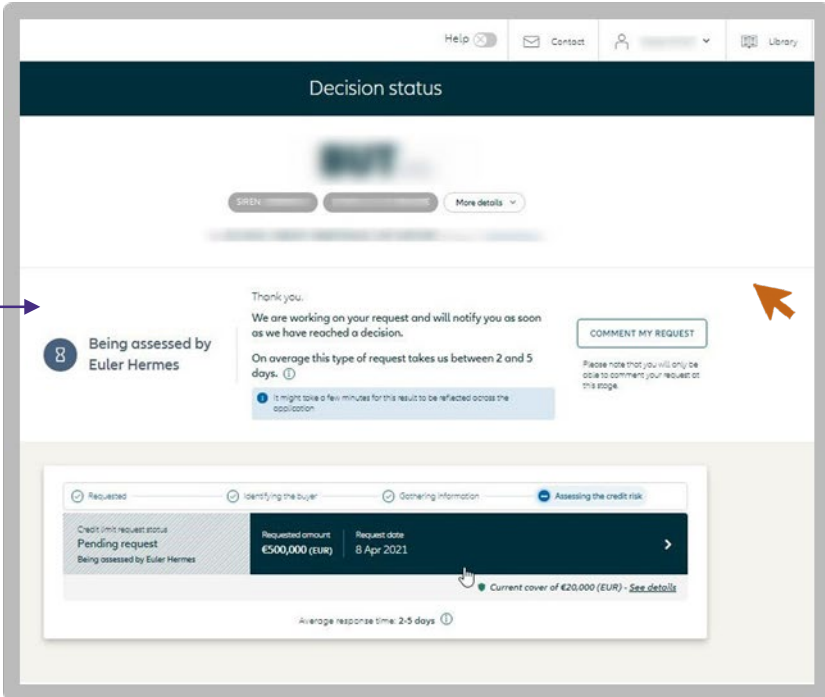 Help
Contact
Library
Decision status
BUT
SIREN
More details
Thank you.
We are working on your request and will notify you as soon
as we have reached a decision.
On average this type of request takes us between 2 and 5
days.
It might take a few minutes for this result to be reflected across the
application
Being assessed by
Euler Hermes
COMMENT MY REQUEST
Please note that you will only be
able to comment your request at
this stage.
Requested
Identifying the buyer
Gathering information
Assessing the credit risk
Credit limit request status
Pending request
Being assessed by Euler Hermes
Requested amount
€500,000 (EUR)
Request date
8 Apr 2021
Current cover of €20,000 (EUR) - See details
Average response time: 2-5 days